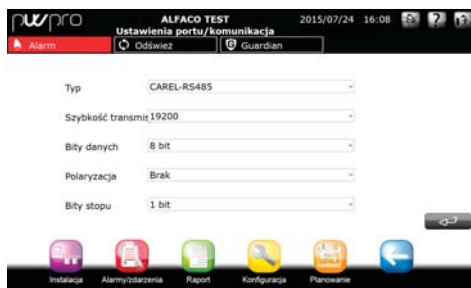 pwpro ALFACO TEST 2015/07/24 16:08
Ustawienia portu/komunikacja
Alarm Odśwież Guardian
Typ CAREL-RS485
Szybkość transmis 19200
Bity danych 8 bit
Polaryzacja Brak
Bity stopu 1 bit
Instalacja Alarmy/zdarzenia Raport Konfiguracja Planowanie